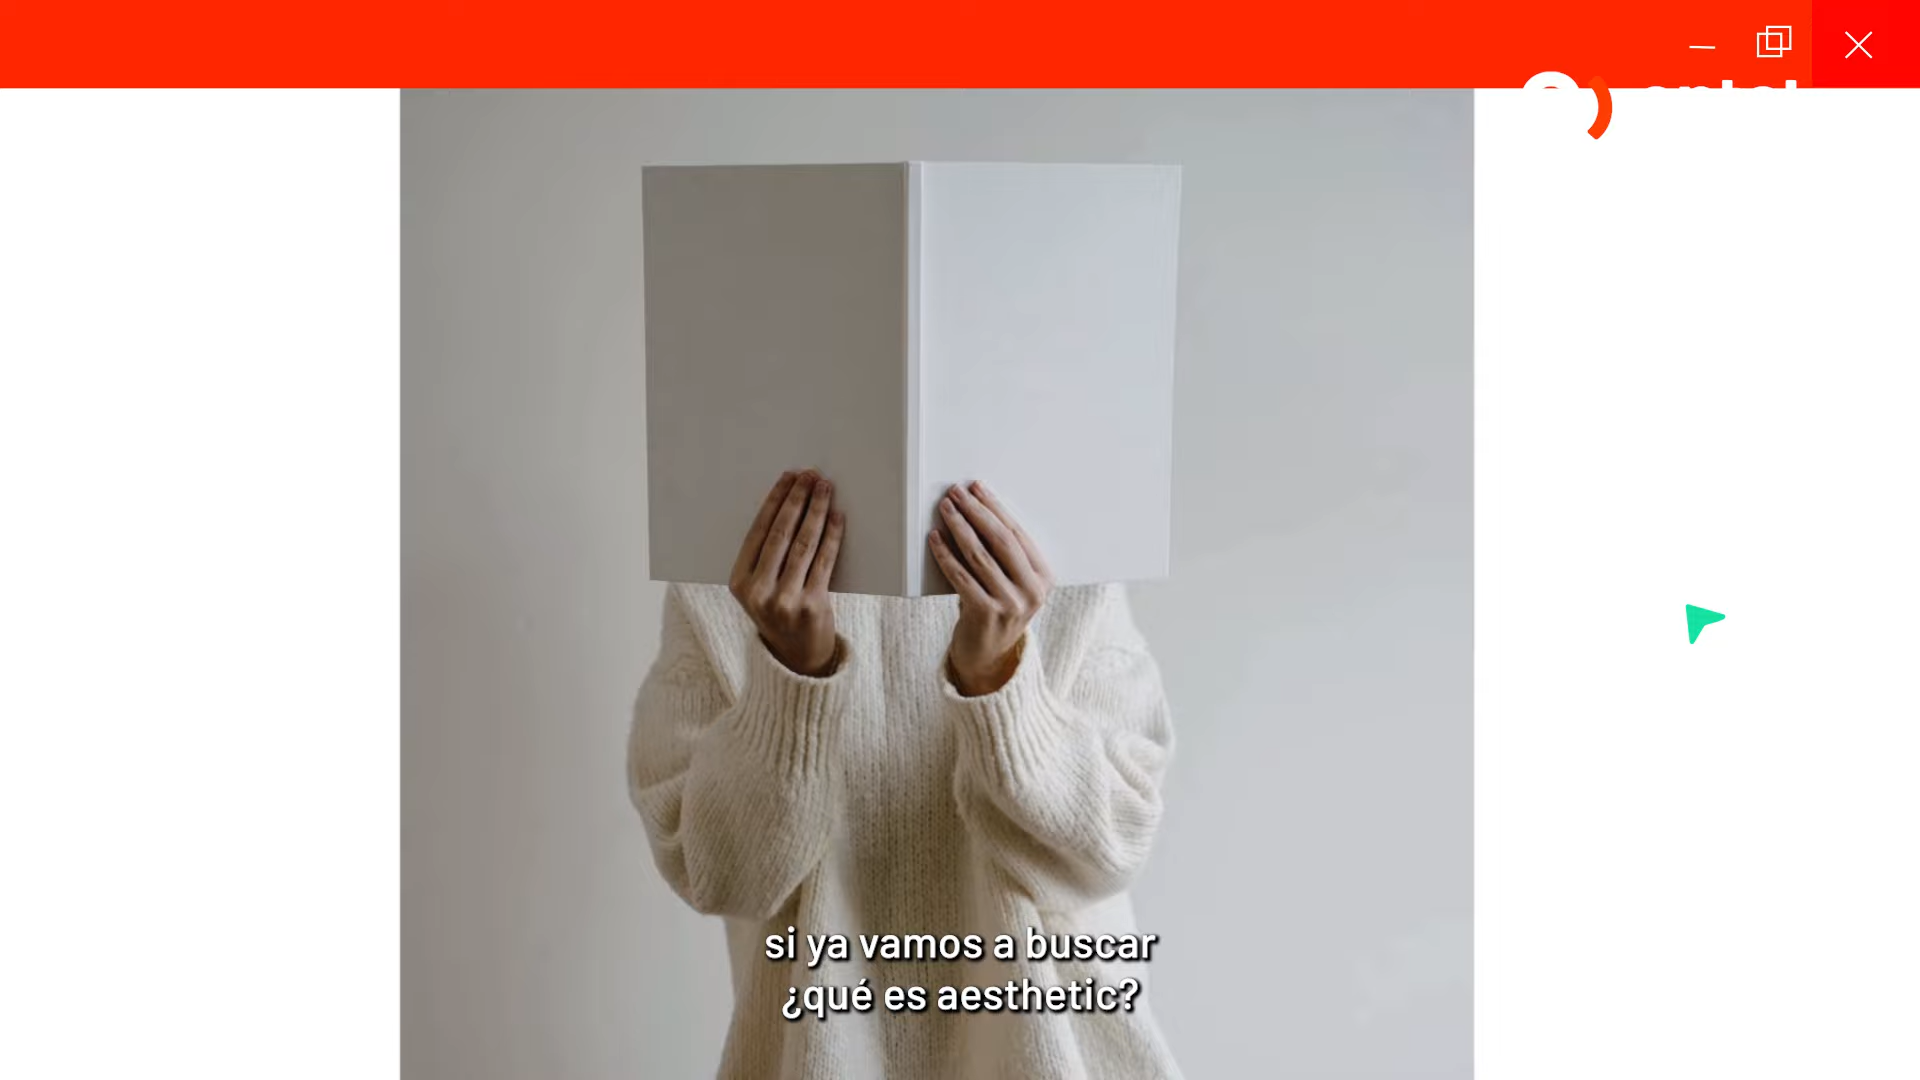 si ya vamos a buscar
¿qué es aesthetic?